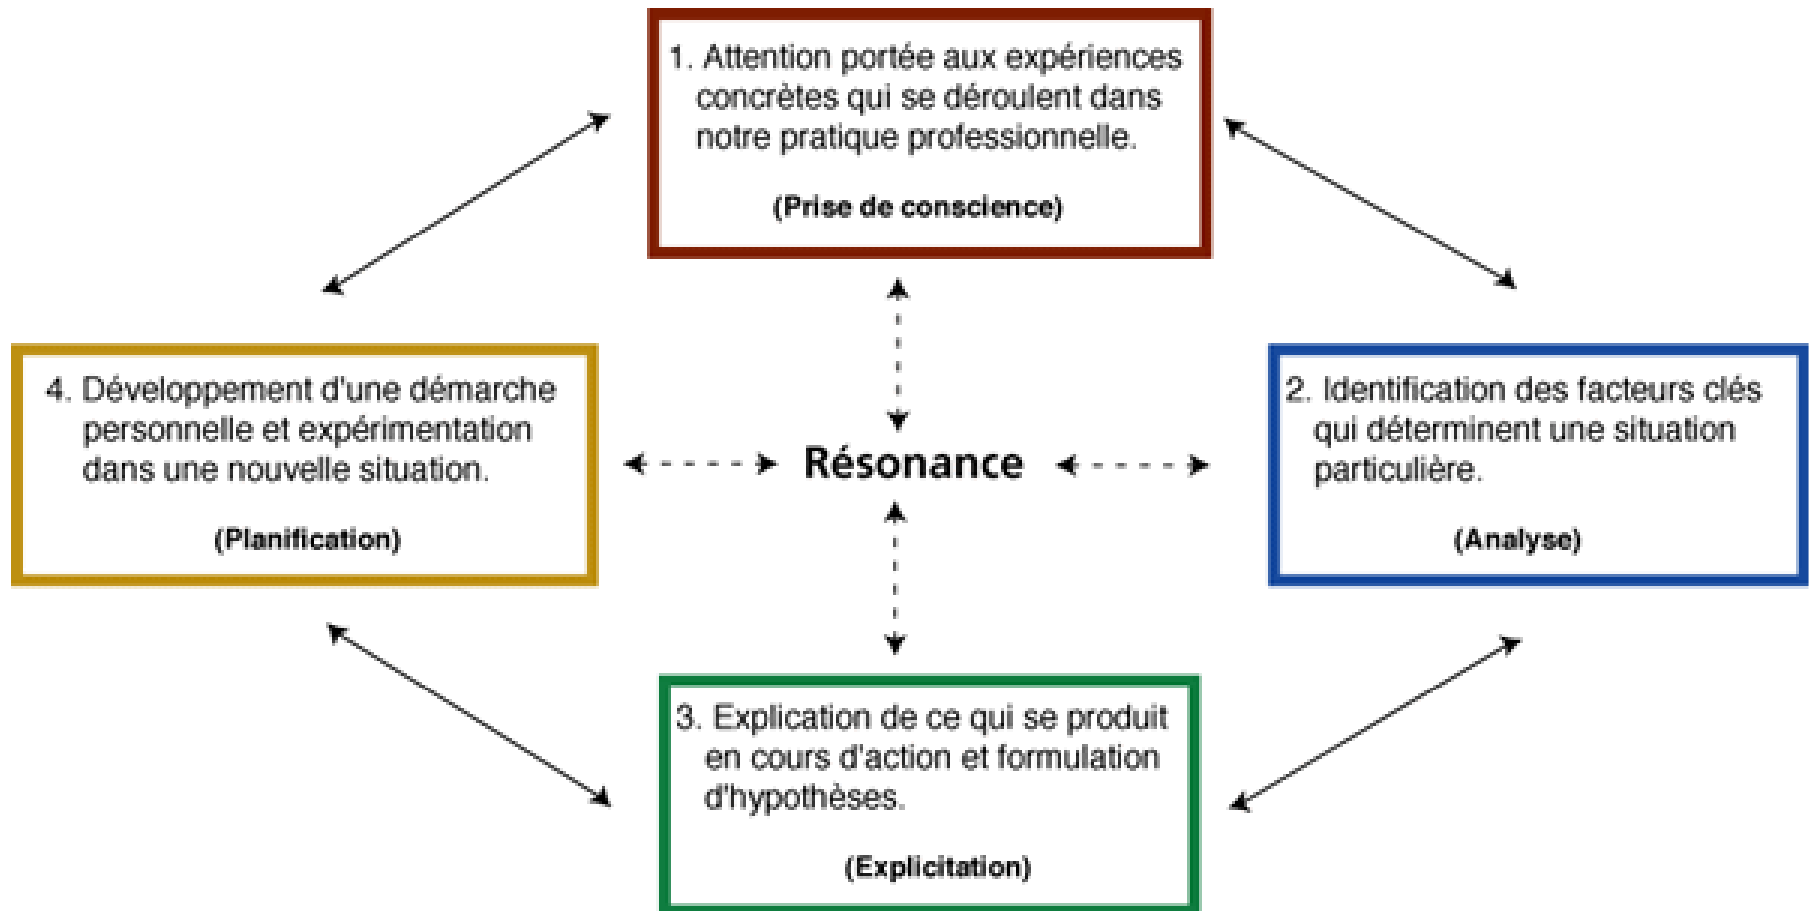 1. Attention portée aux expériences
concrètes qui se déroulent dans
notre pratique professionnelle.
(Prise de conscience)
4. Développement d'une démarche
personnelle et expérimentation
dans une nouvelle situation.
(Planification)
Résonance
2. Identification des facteurs clés
qui déterminent une situation
particulière.
(Analyse)
3. Explication de ce qui se produit
en cours d'action et formulation
d'hypothèses.
(Explicitation)